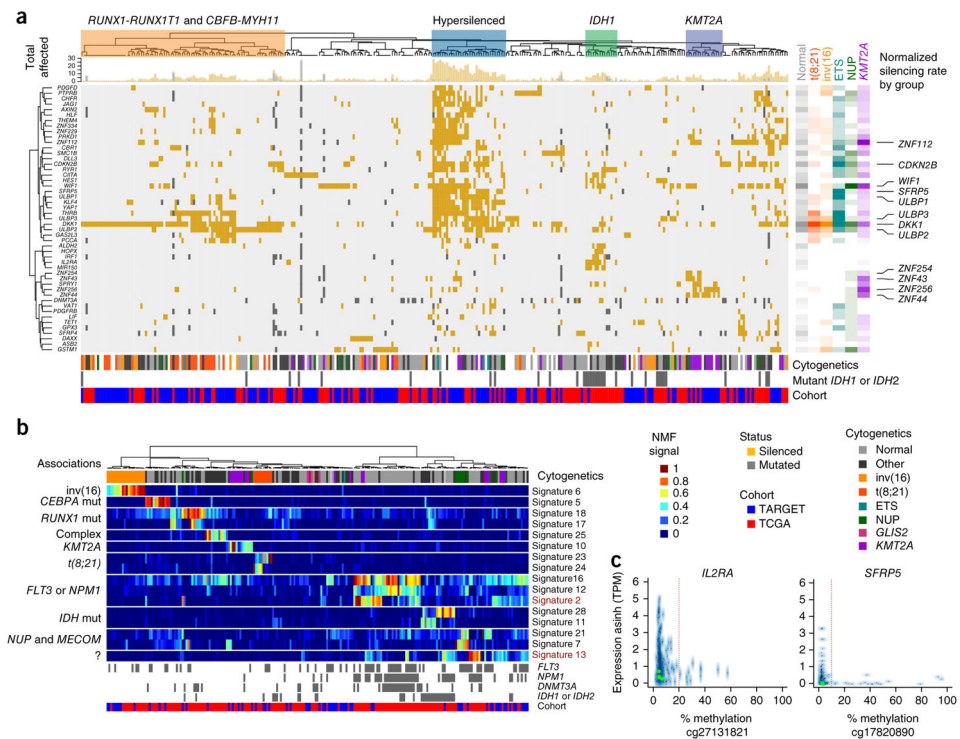 a
RUNX1-RUNX1T1 and CBFB-MYH11
Hypersilenced
IDH1
KMT2A
Total affected
30
20
10
0
Normal
t(8;21)
inv(16)
ETS
NUP
KMT2A
Normalized
silencing rate
by group
PDGFD
PTPRB
CHFR
JAG1
AXIN2
HLF
THEM4
ZNF334
ZNF229
PRKD1
ZNF112
CBR1
SMC1B
DLL3
CDKN2B
RYR1
CIITA
HES1
WIF1
SFRP5
ULBP1
KLF4
YAP1
THRB
ULBP3
DKK1
ULBP2
GAS2L3
PCCA
ALDH2
HOPX
IRF1
IL2RA
MIR150
ZNF254
ZNF43
SPRY1
ZNF256
ZNF44
DNMT3A
VAT1
PDGFRB
LIF
TET1
GPX3
SFRP4
DAXX
ASB2
GSTM1
ZNF112
CDKN2B
WIF1
SFRP5
ULBP1
ULBP3
DKK1
ULBP2
ZNF254
ZNF43
ZNF256
ZNF44
Cytogenetics
Mutant IDH1 or IDH2
Cohort
b
Associations
Cytogenetics
inv(16)
CEBPA mut
RUNX1 mut
Complex
KMT2A
t(8;21)
FLT3 or NPM1
IDH mut
NUP and MECOM
?
Signature 6
Signature 5
Signature 18
Signature 17
Signature 25
Signature 10
Signature 23
Signature 24
Signature16
Signature 12
Signature 2
Signature 28
Signature 11
Signature 21
Signature 7
Signature 13
FLT3
NPM1
DNMT3A
IDH1 or IDH2
Cohort
NMF
signal
1
0.8
0.6
0.4
0.2
0
Status
Silenced
Mutated
Cohort
TARGET
TCGA
Cytogenetics
Normal
Other
inv(16)
t(8;21)
ETS
NUP
GLIS2
KMT2A
c
IL2RA
SFRP5
Expression asinh (TPM)
6
5
4
3
2
1
0
0 20 40 60 80 100
% methylation
cg27131821
6
5
4
3
2
1
0
0 20 40 60 80 100
% methylation
cg17820890